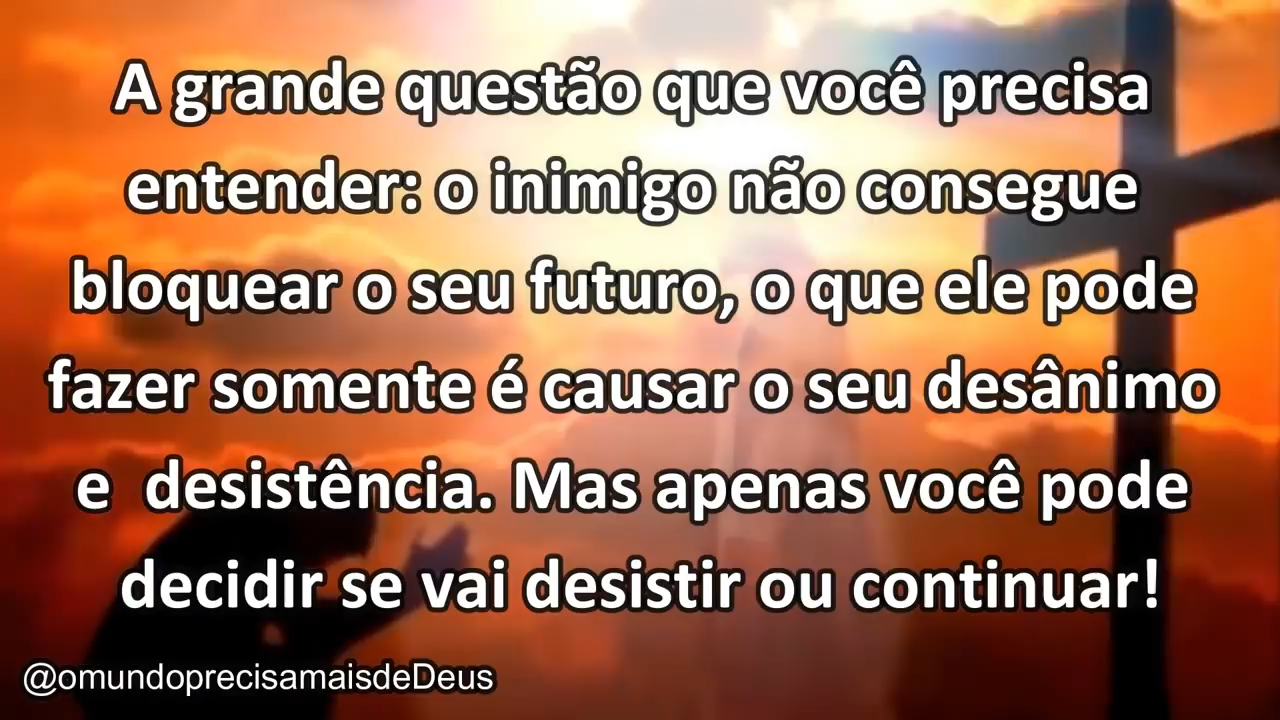 A grande questão que você precisa
entender: o inimigo não consegue
bloquear o seu futuro, o que ele pode
fazer somente é causar o seu desânimo
e  desistência. Mas apenas você pode
decidir se vai desistir ou continuar!
@omundoprecisamaisdeDeus